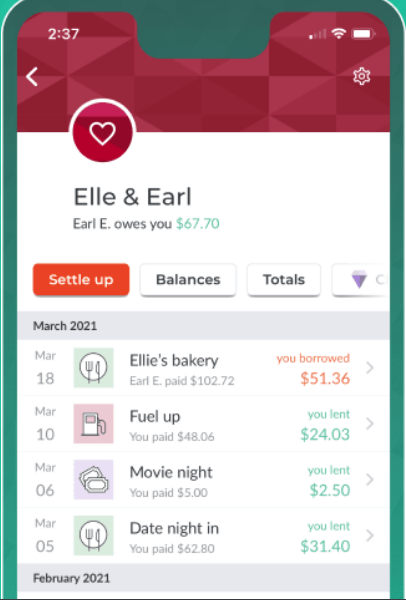 2:37
Elle & Earl
Earl E. owes you $67.70
Settle up Balances Totals C
March 2021
Mar 18 Ellie's bakery you borrowed
Earl E. paid $102.72 $51.36
Mar 10 Fuel up you lent
You paid $48.06 $24.03
Mar 06 Movie night you lent
You paid $5.00 $2.50
Mar 05 Date night in you lent
You paid $62.80 $31.40
February 2021